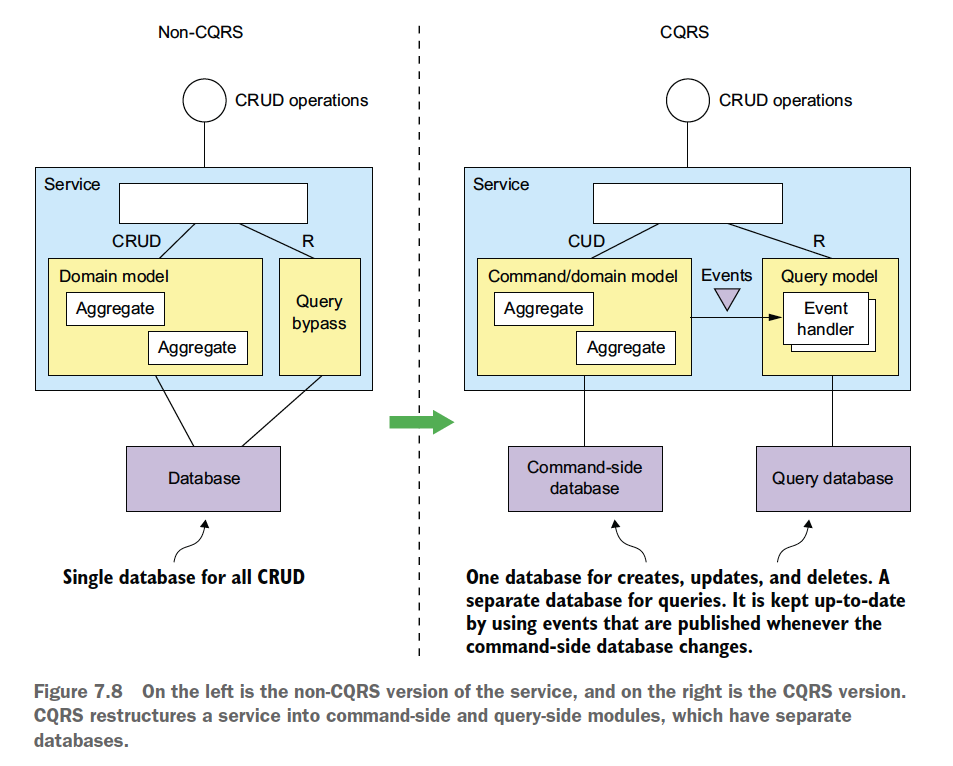 Non-CQRS
CRUD operations
Service
CRUD
R
Domain model
Aggregate
Aggregate
Query
bypass
Database
Single database for all CRUD
CQRS
CRUD operations
Service
CUD
R
Command/domain model
Aggregate
Aggregate
Events
Query model
Event
handler
Command-side
database
Query database
One database for creates, updates, and deletes. A
separate database for queries. It is kept up-to-date
by using events that are published whenever the
command-side database changes.
Figure 7.8 On the left is the non-CQRS version of the service, and on the right is the CQRS version.
CQRS restructures a service into command-side and query-side modules, which have separate
databases.